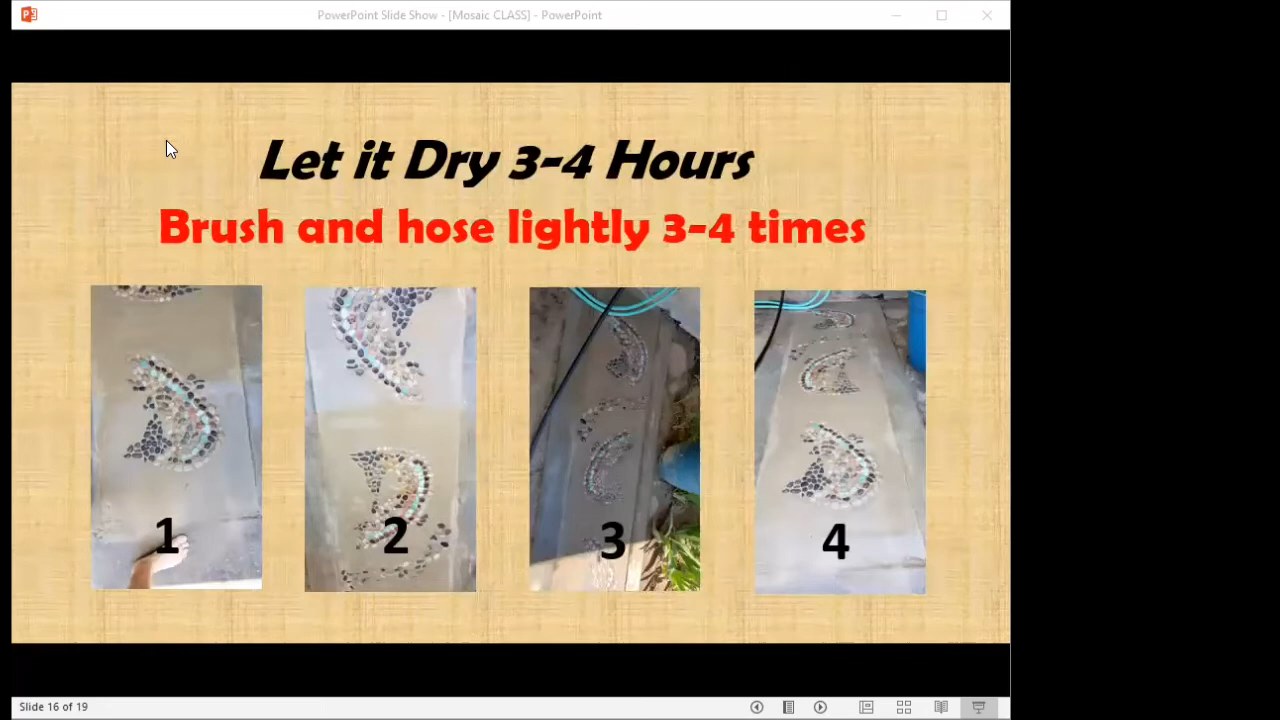 PowerPoint Slide Show - [Mosaic CLASS] - PowerPoint
Let it Dry 3-4 Hours
Brush and hose lightly 3-4 times
1
2
3
4
Slide 16 of 19